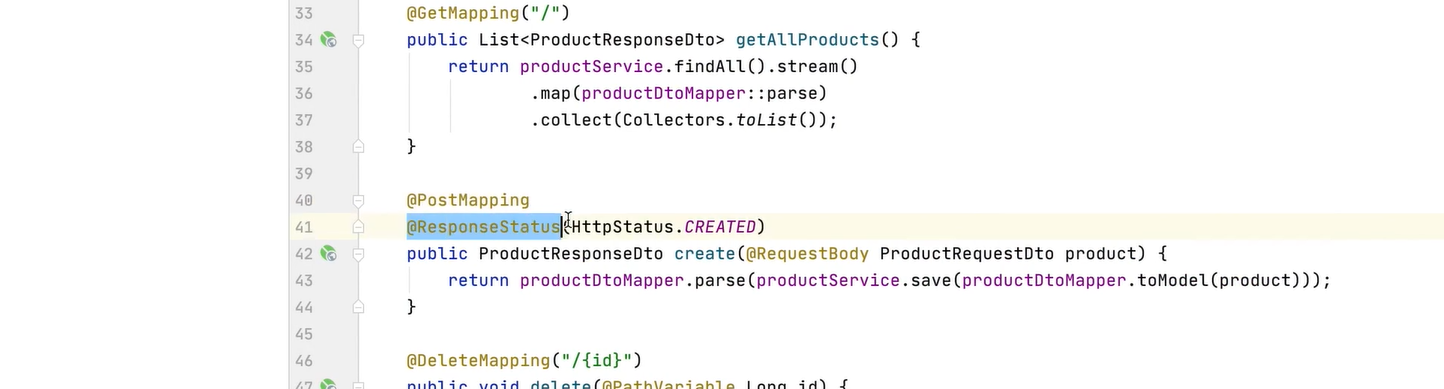 33 @GetMapping("/")
34 public List<ProductResponseDto> getAllProducts() {
35 return productService.findAll().stream()
36 .map(productDtoMapper::parse)
37 .collect(Collectors.toList());
38 }
39
40 @PostMapping
41 @ResponseStatus(HttpStatus.CREATED)
42 public ProductResponseDto create(@RequestBody ProductRequestDto product) {
43 return productDtoMapper.parse(productService.save(productDtoMapper.toModel(product)));
44 }
45
46 @DeleteMapping("/{id}")
47 public void delete(@PathVariable Long id) {